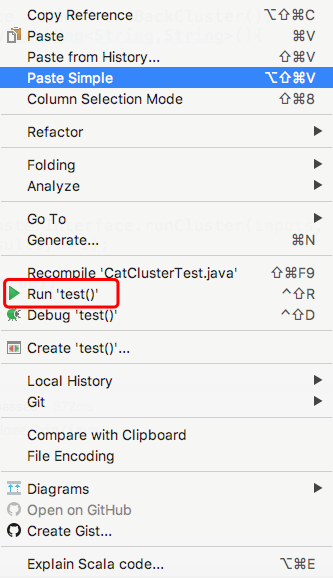 Copy Reference ⌥⇧⌘C
Paste ⌘V
Paste from History... ⇧⌘V
Paste Simple ⌥⇧⌘V
Column Selection Mode ⇧⌘8
Refactor
Folding
Analyze
Go To
Generate... ⌘N
Recompile 'CatClusterTest.java' ⇧⌘F9
Run 'test()' ^⇧R
Debug 'test()' ^⇧D
Create 'test()'...
Local History
Git
Compare with Clipboard
File Encoding
Diagrams
Open on GitHub
Create Gist...
Explain Scala code... ⌥⌘E